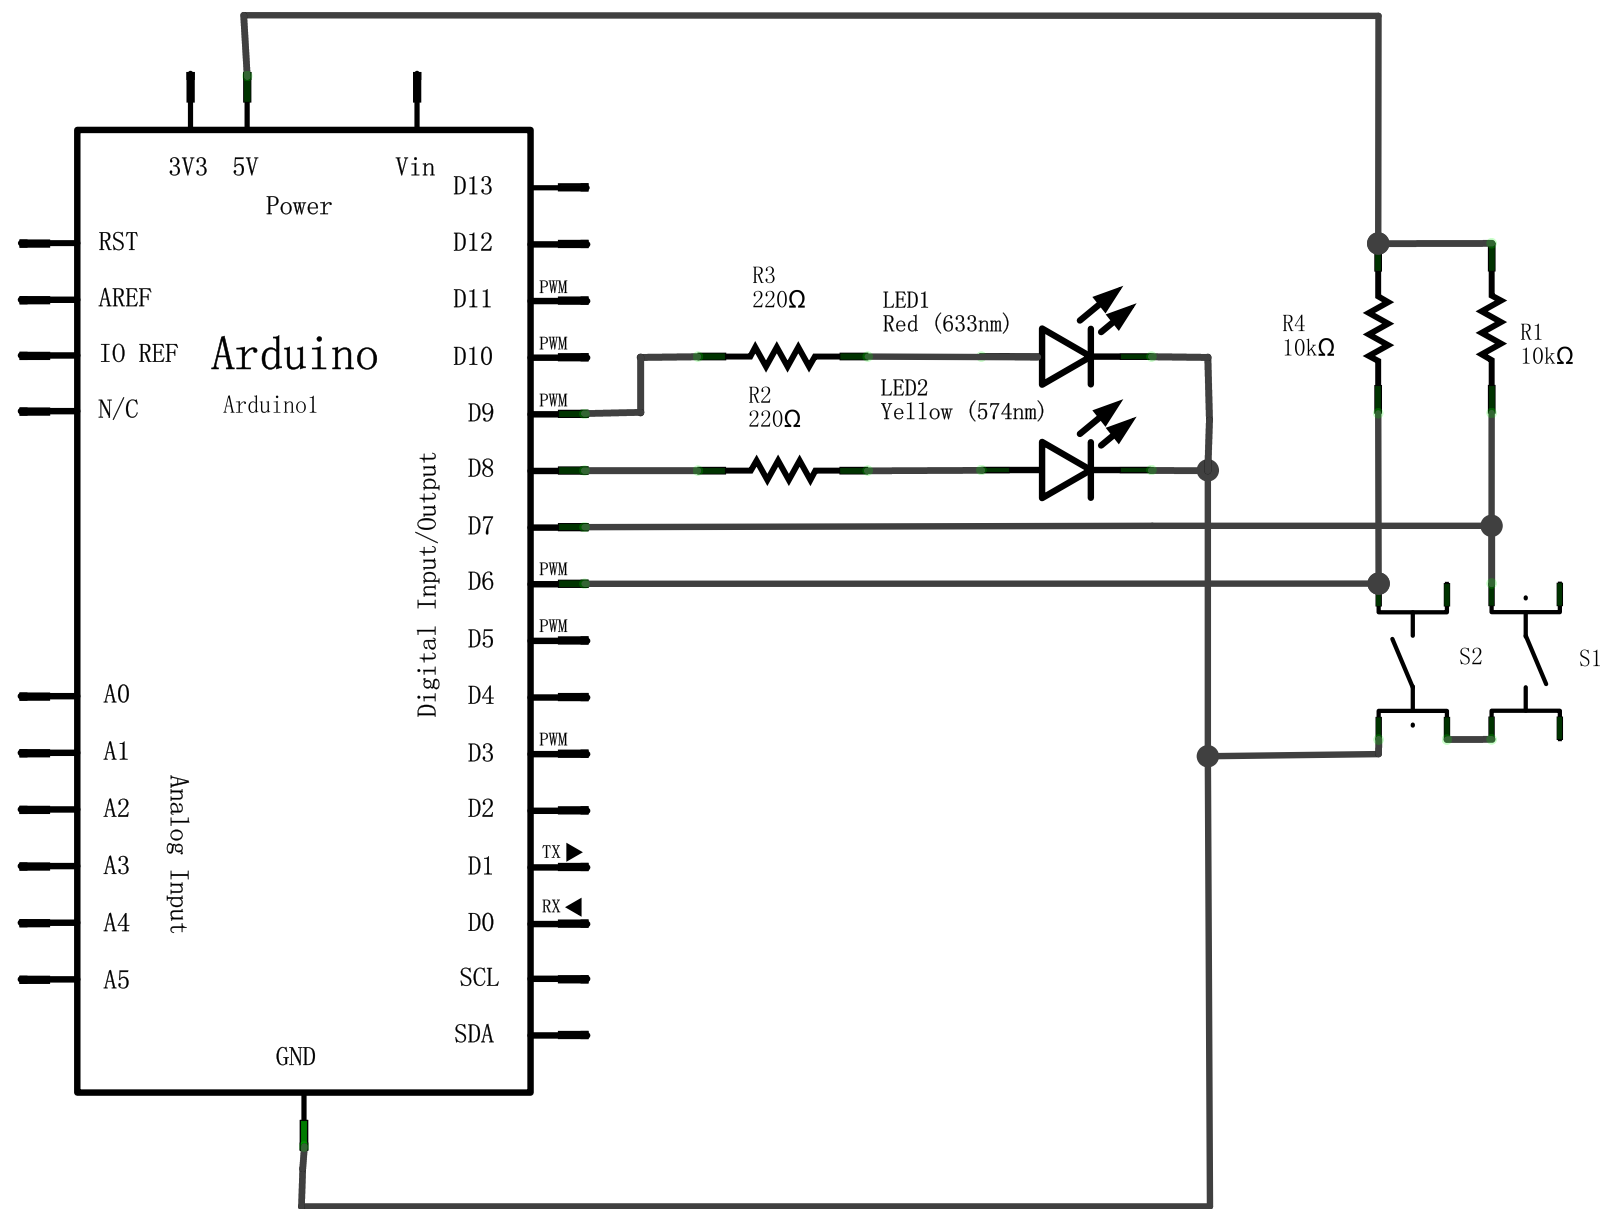 3V3 5V Vin
Power
D13
RST
D12
AREF
D11 PWM
IO REF
D10 PWM
N/C
D9 PWM
Arduino
Arduino1
D8
D7
D6 PWM
D5 PWM
D4
D3 PWM
D2
D1 TX
D0 RX
SCL
SDA
Digital Input/Output
A0
A1
A2
A3
A4
A5
Analog Input
GND
R3
220Ω
LED1
Red (633nm)
R2
220Ω
LED2
Yellow (574nm)
R4
10kΩ
R1
10kΩ
S2
S1